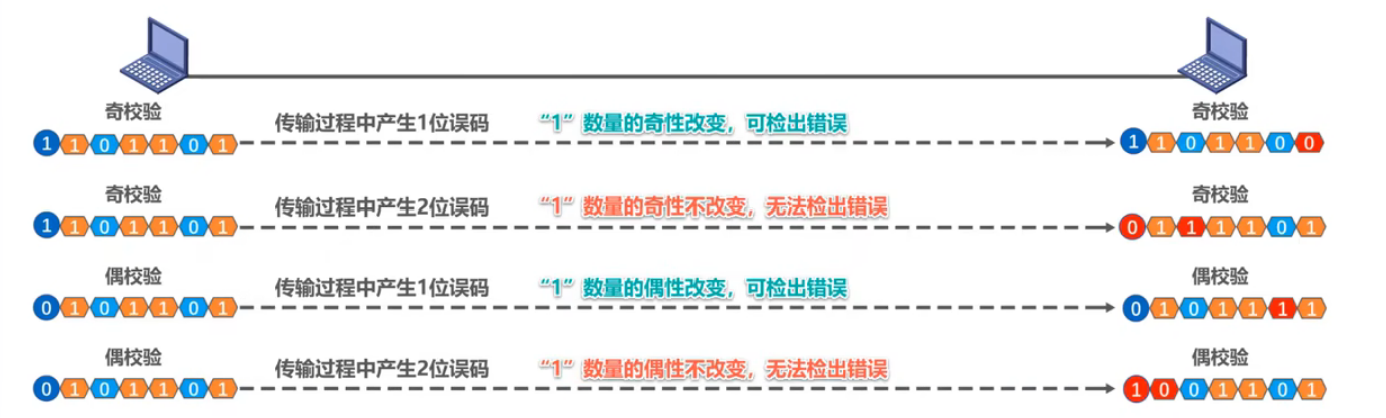 奇校验 奇校验
1 1 0 1 1 0 1 传输过程中产生1位误码 “1”数量的奇性改变，可检出错误 1 1 0 1 1 0 0
奇校验 奇校验
1 1 0 1 1 0 1 传输过程中产生2位误码 “1”数量的奇性不改变，无法检出错误 0 1 1 1 1 0 1
偶校验 偶校验
0 1 0 1 1 0 1 传输过程中产生1位误码 “1”数量的偶性改变，可检出错误 0 1 0 1 1 1 1
偶校验 偶校验
0 1 0 1 1 0 1 传输过程中产生2位误码 “1”数量的偶性不改变，无法检出错误 1 0 0 1 1 0 1